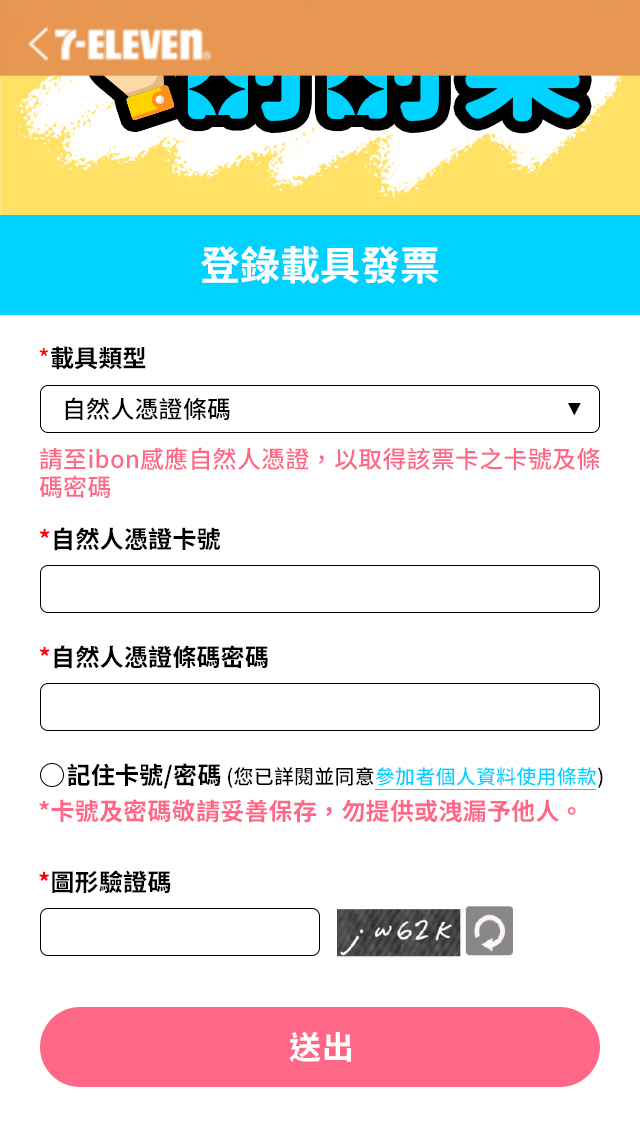 7-ELEVEN®
登錄載具發票
*載具類型
自然人憑證條碼 ▼
請至ibon感應自然人憑證，以取得該票卡之卡號及條
碼密碼
*自然人憑證卡號
*自然人憑證條碼密碼
記住卡號/密碼 (您已詳閱並同意參加者個人資料使用條款)
*卡號及密碼敬請妥善保存，勿提供或洩漏予他人。
*圖形驗證碼
jw62K
送出